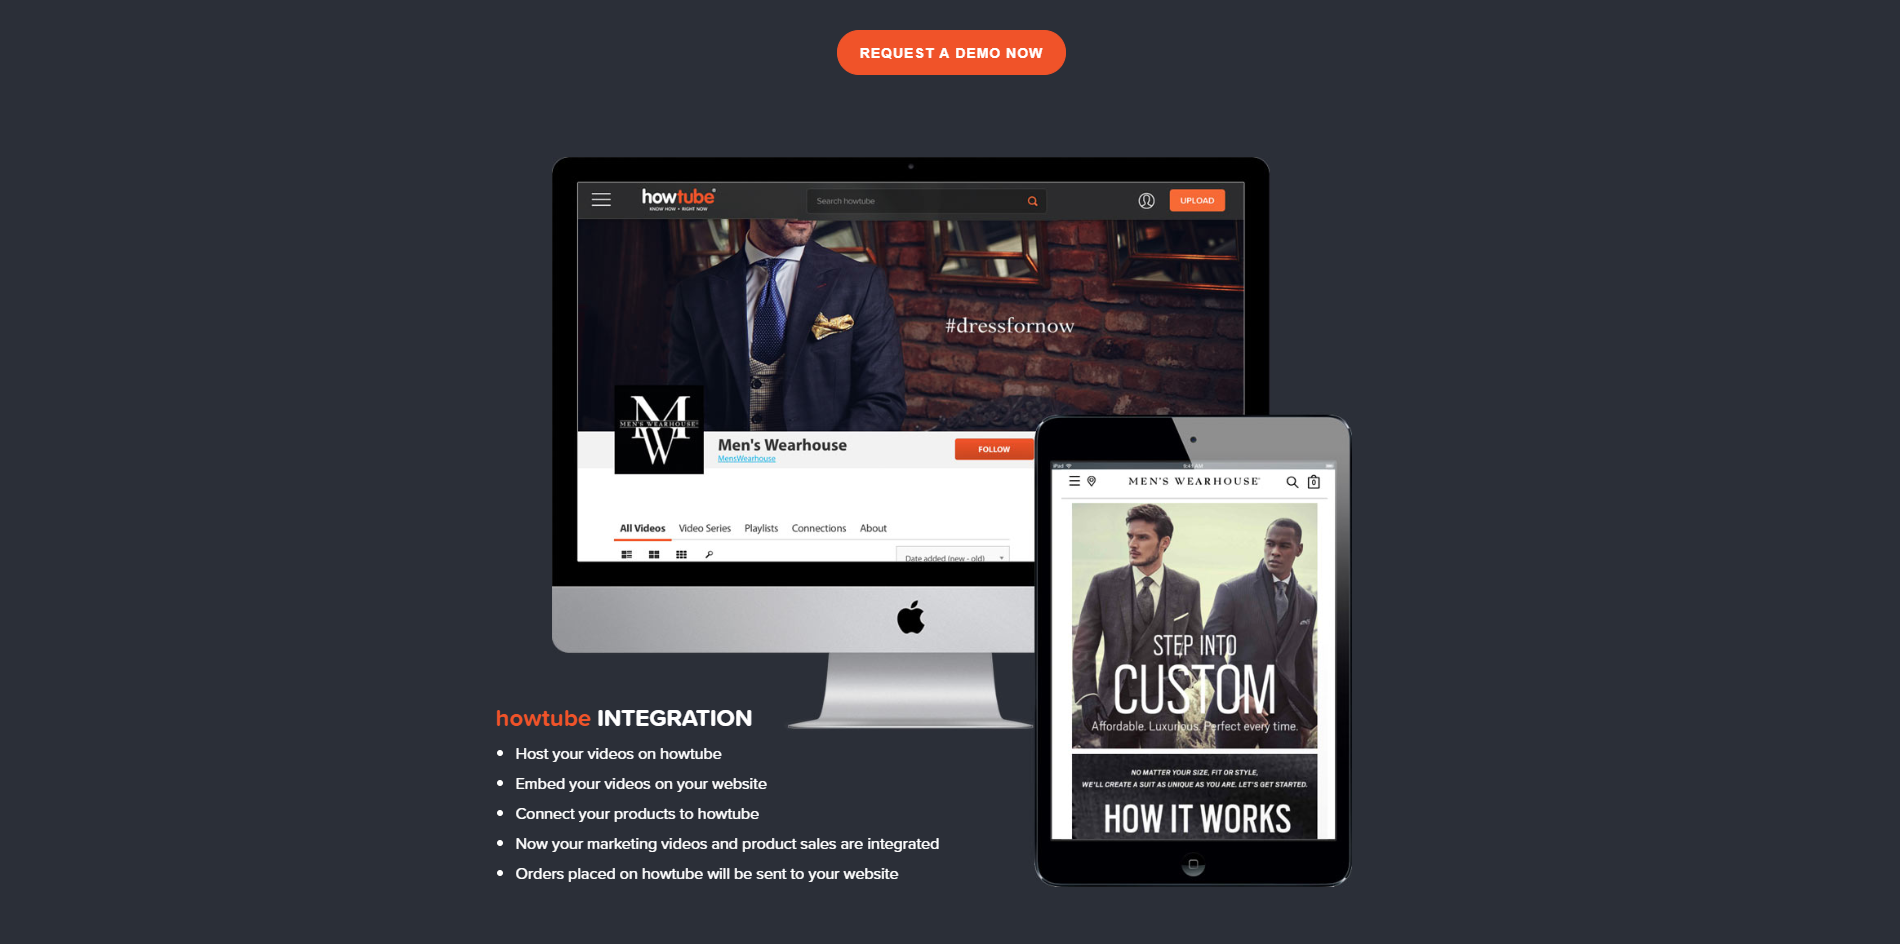 REQUEST A DEMO NOW
howtube®
KNOW HOW • RIGHT NOW
Search howtube
UPLOAD
#dressfornow
MEN'S WEARHOUSE®
Men's Wearhouse
MensWearhouse
FOLLOW
All Videos Video Series Playlists Connections About
Date added (new - old)
iPad 9:41 AM
MEN'S WEARHOUSE®
0
STEP INTO
CUSTOM
Affordable. Luxurious. Perfect every time.
NO MATTER YOUR SIZE, FIT OR STYLE,
WE'LL CREATE A SUIT AS UNIQUE AS YOU ARE. LET'S GET STARTED.
HOW IT WORKS
howtube INTEGRATION
• Host your videos on howtube
• Embed your videos on your website
• Connect your products to howtube
• Now your marketing videos and product sales are integrated
• Orders placed on howtube will be sent to your website